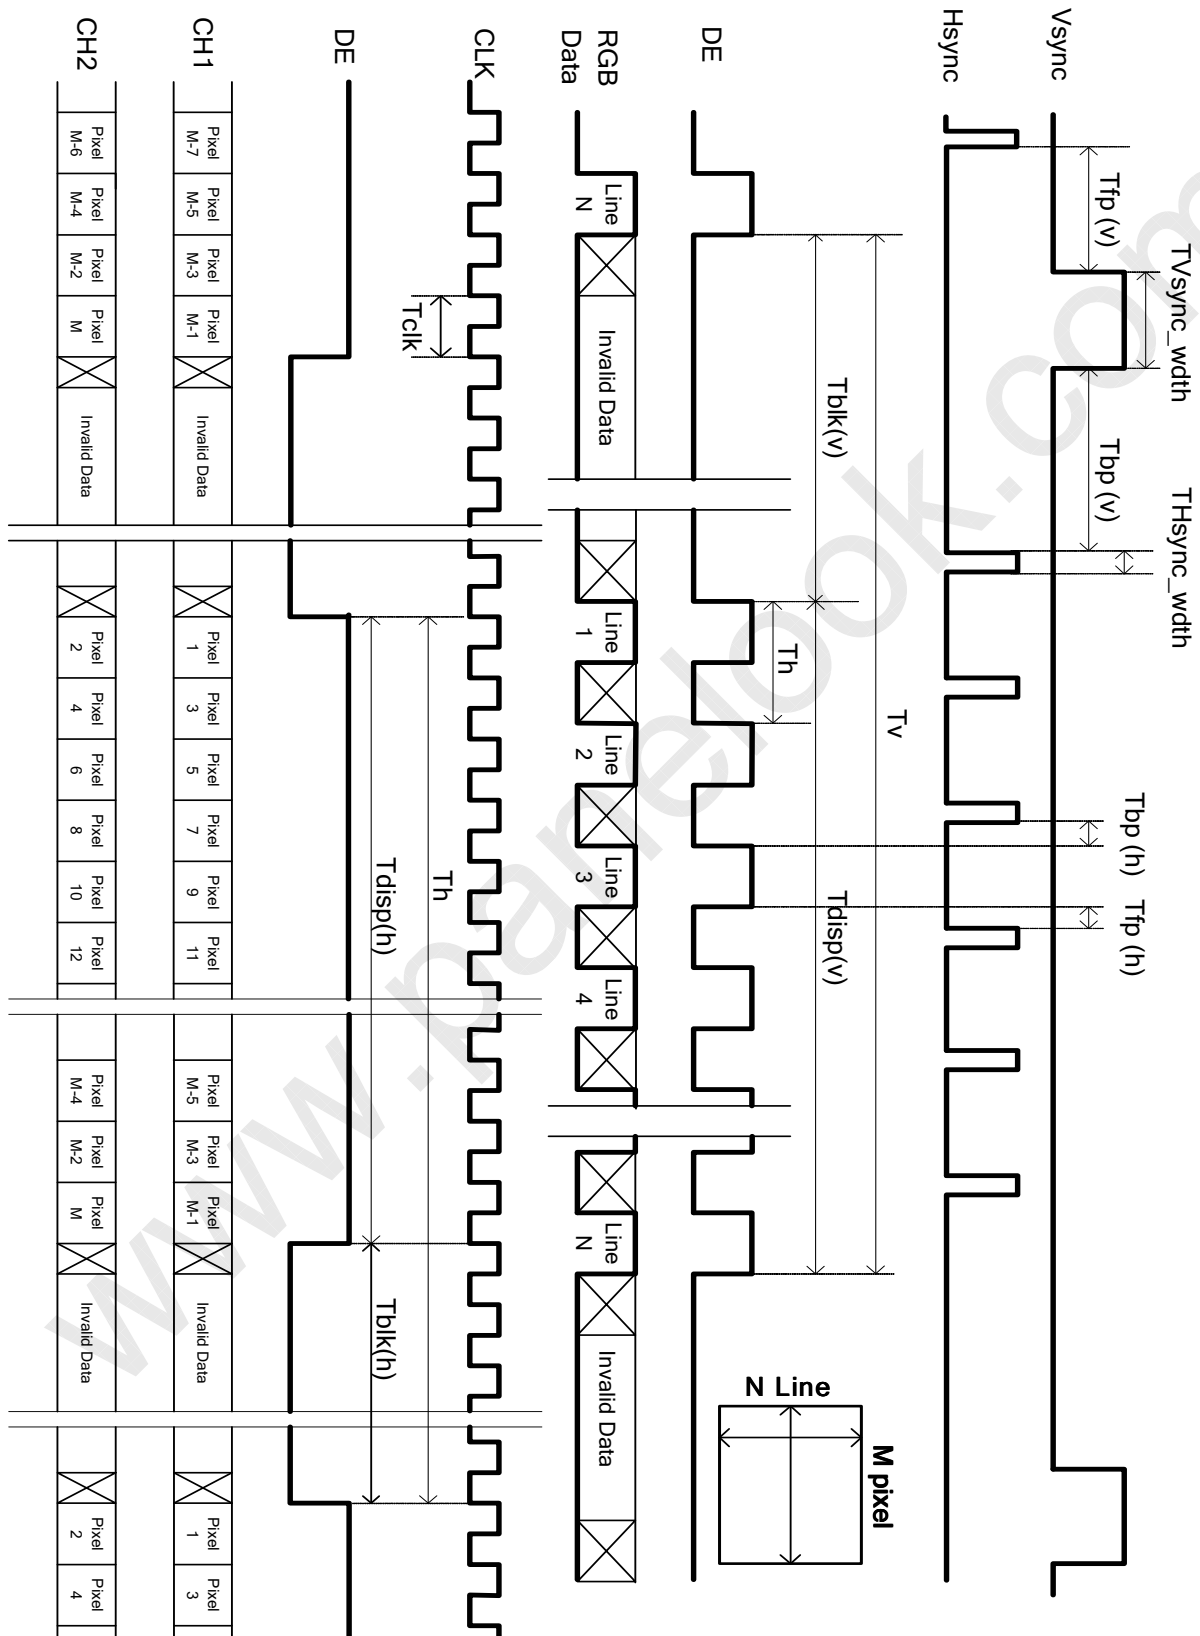 Vsync
Tfp (v)
TVsync_wdth
Tbp (v)
THsync_wdth
Hsync
Tbp (h)
Tfp (h)
Tv
Tblk(v)
Tdisp(v)
Th
DE
RGB
Data
Line
N
Invalid Data
Line
1
Line
2
Line
3
Line
4
Line
N
Invalid Data
N Line
M pixel
CLK
Tclk
Th
Tdisp(h)
Tblk(h)
DE
CH1
Pixel
M-7
Pixel
M-5
Pixel
M-3
Pixel
M-1
Invalid Data
Pixel
1
Pixel
3
Pixel
5
Pixel
7
Pixel
9
Pixel
11
Pixel
M-5
Pixel
M-3
Pixel
M-1
Invalid Data
Pixel
1
Pixel
3
CH2
Pixel
M-6
Pixel
M-4
Pixel
M-2
Pixel
M
Invalid Data
Pixel
2
Pixel
4
Pixel
6
Pixel
8
Pixel
10
Pixel
12
Pixel
M-4
Pixel
M-2
Pixel
M
Invalid Data
Pixel
2
Pixel
4
www.panelook.com